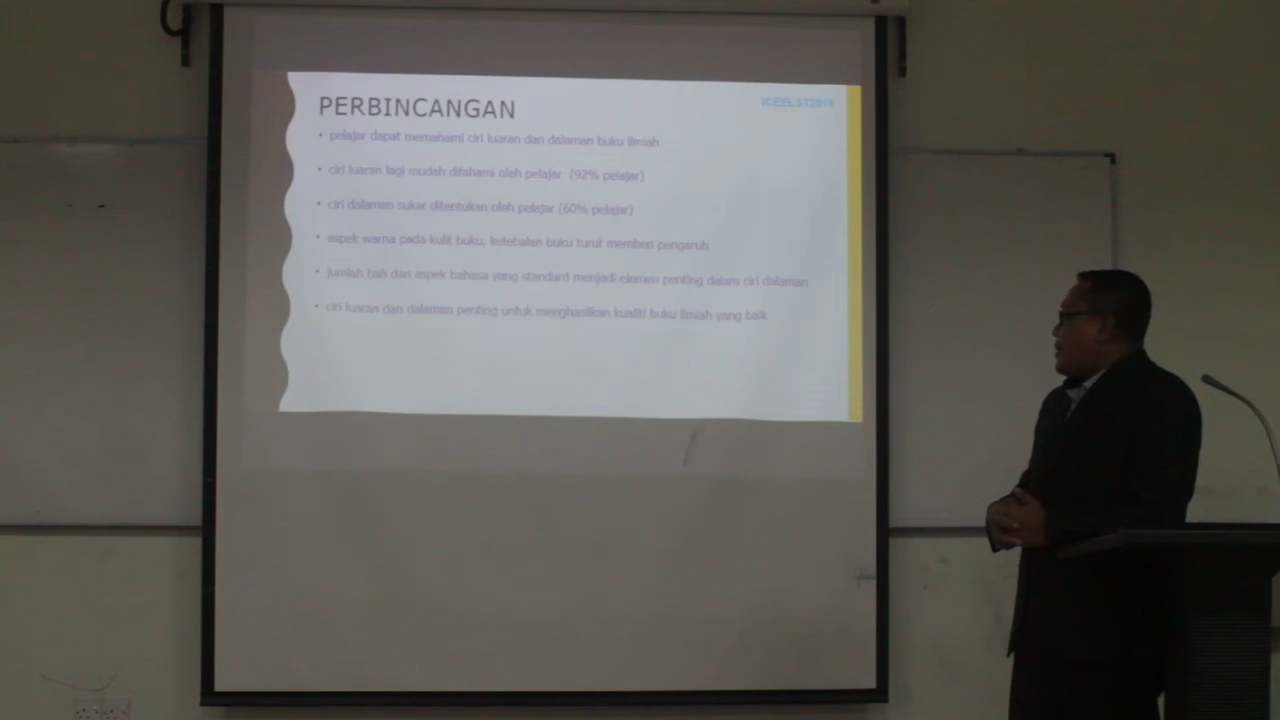 PERBINCANGAN
ICEELST2018
• pelajar dapat memahami ciri luaran dan dalaman buku ilmiah
• ciri luaran lagi mudah difahami oleh pelajar (92% pelajar)
• ciri dalaman sukar ditentukan oleh pelajar (60% pelajar)
• aspek warna pada kulit buku, ketebalan buku turut memberi pengaruh
• jumlah bab dan aspek bahasa yang standard menjadi elemen penting dalam ciri dalaman
• ciri luaran dan dalaman penting untuk menghasilkan kualiti buku ilmiah yang baik